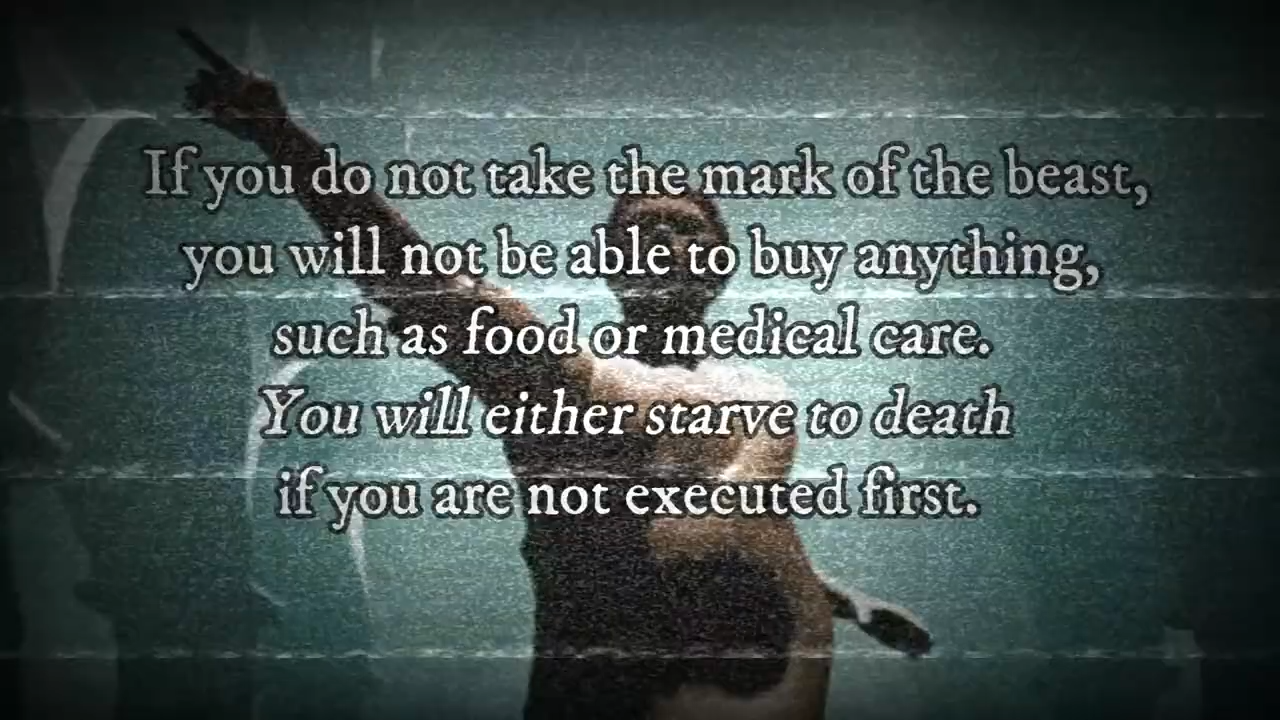 If you do not take the mark of the beast,
you will not be able to buy anything,
such as food or medical care.
You will either starve to death
if you are not executed first.